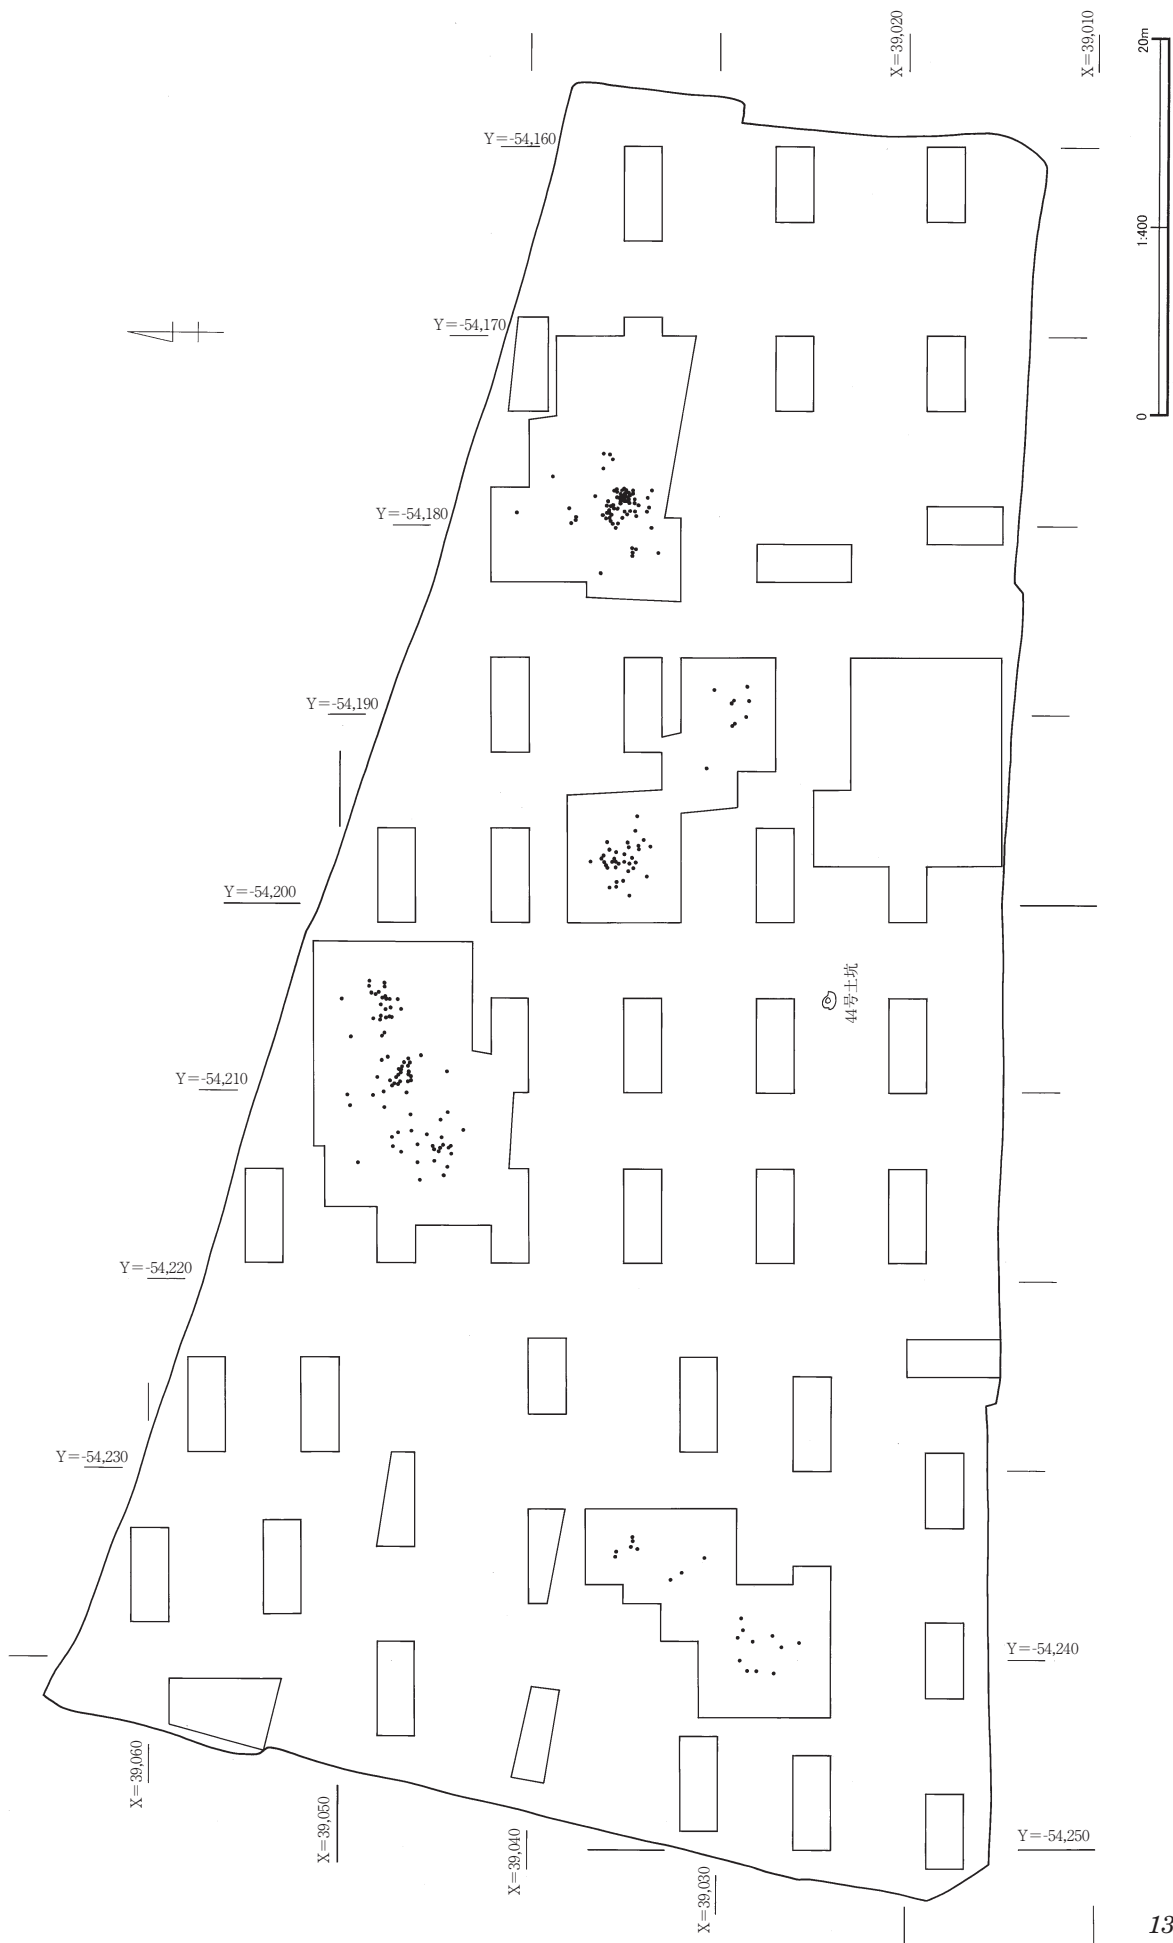 X=39,020
X=39,010
20m
1:400
0
Y=-54,160
Y=-54,170
Y=-54,180
Y=-54,190
Y=-54,200
44号土坑
Y=-54,210
Y=-54,220
Y=-54,230
Y=-54,240
X=39,060
X=39,050
X=39,040
X=39,030
Y=-54,250
13